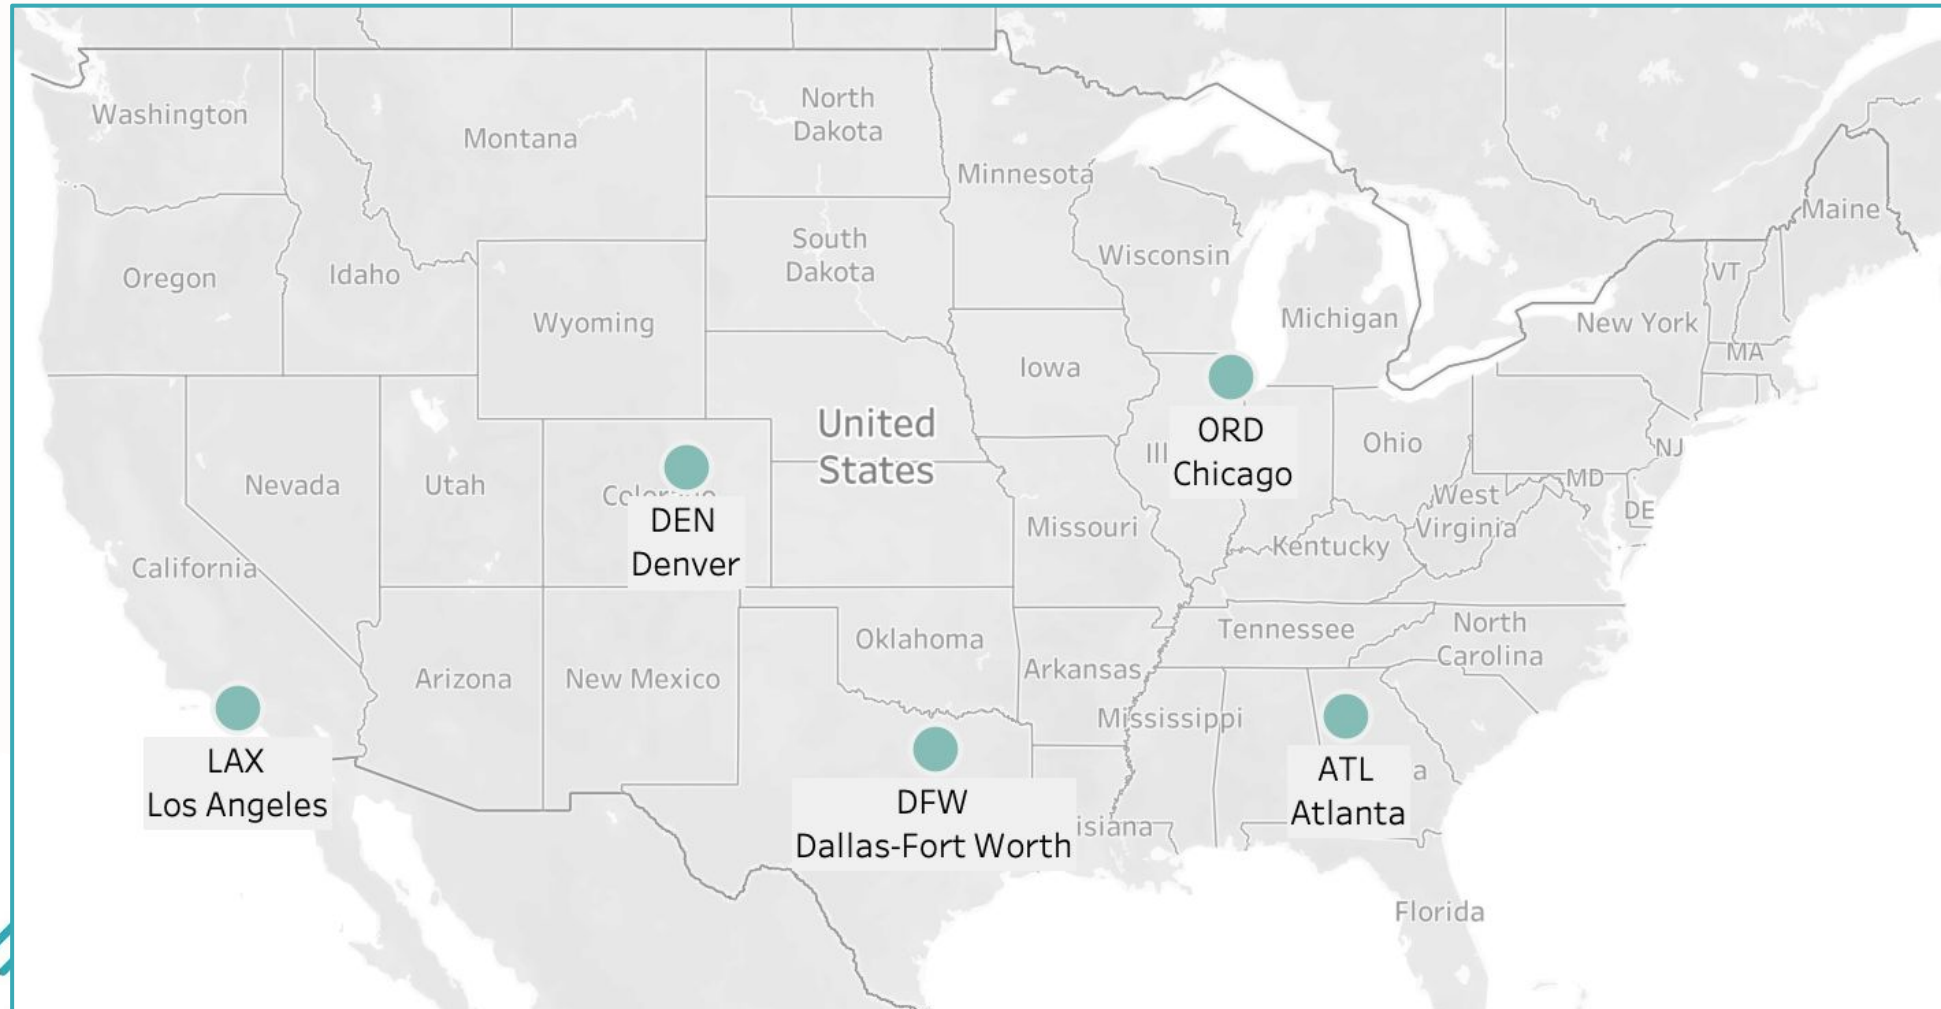 Washington
Montana
North
Dakota
Minnesota
Maine
Oregon
Idaho
South
Dakota
Wisconsin
VT
Wyoming
Michigan
New York
MA
Iowa
United
States
ORD
Chicago
Ill
Ohio
NJ
Nevada
Utah
DEN
Denver
MD
West
Virginia
DE
Missouri
Kentucky
California
Oklahoma
Tennessee
North
Carolina
Arizona
New Mexico
Arkansas
Mississippi
LAX
Los Angeles
DFW
Dallas-Fort Worth
isiana
ATL
Atlanta
a
Florida